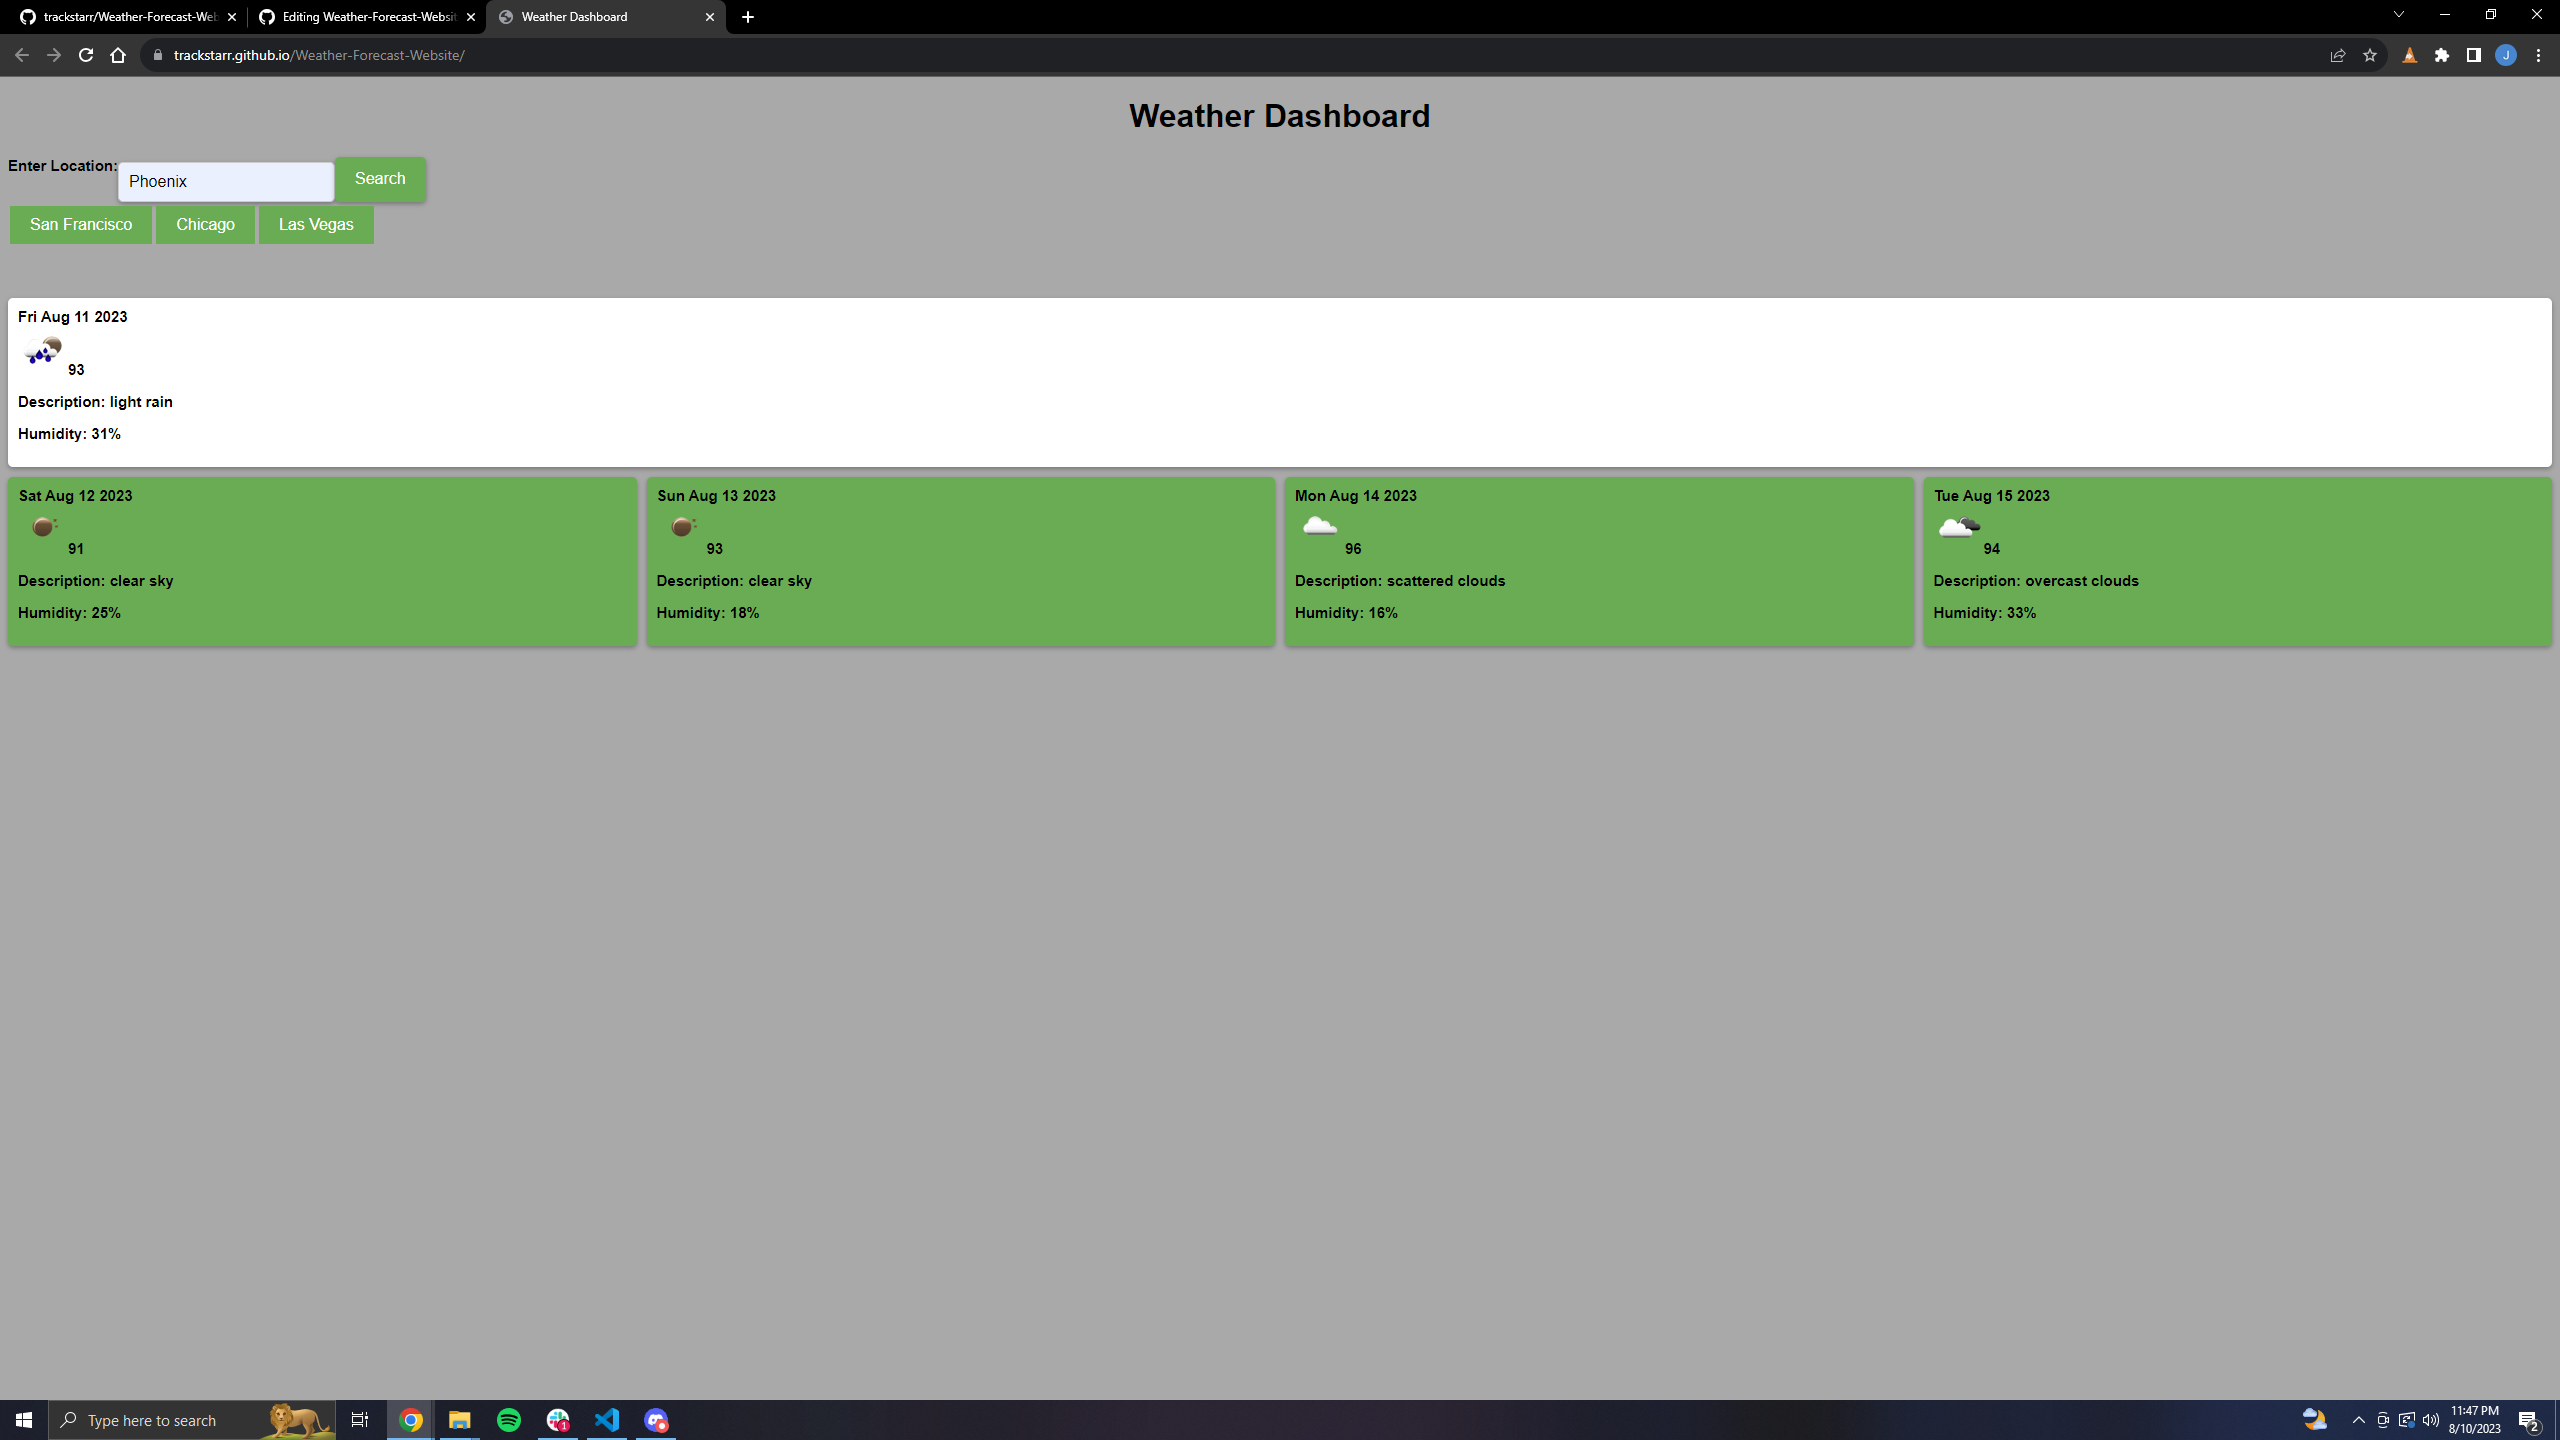 trackstarr/Weather-Forecast-Web
Editing Weather-Forecast-Websit
Weather Dashboard
trackstarr.github.io/Weather-Forecast-Website/
J
Weather Dashboard
Enter Location:
Phoenix
Search
San Francisco
Chicago
Las Vegas
Fri Aug 11 2023
93
Description: light rain
Humidity: 31%
Sat Aug 12 2023
91
Description: clear sky
Humidity: 25%
Sun Aug 13 2023
93
Description: clear sky
Humidity: 18%
Mon Aug 14 2023
96
Description: scattered clouds
Humidity: 16%
Tue Aug 15 2023
94
Description: overcast clouds
Humidity: 33%
Type here to search
1
11:47 PM
8/10/2023
2